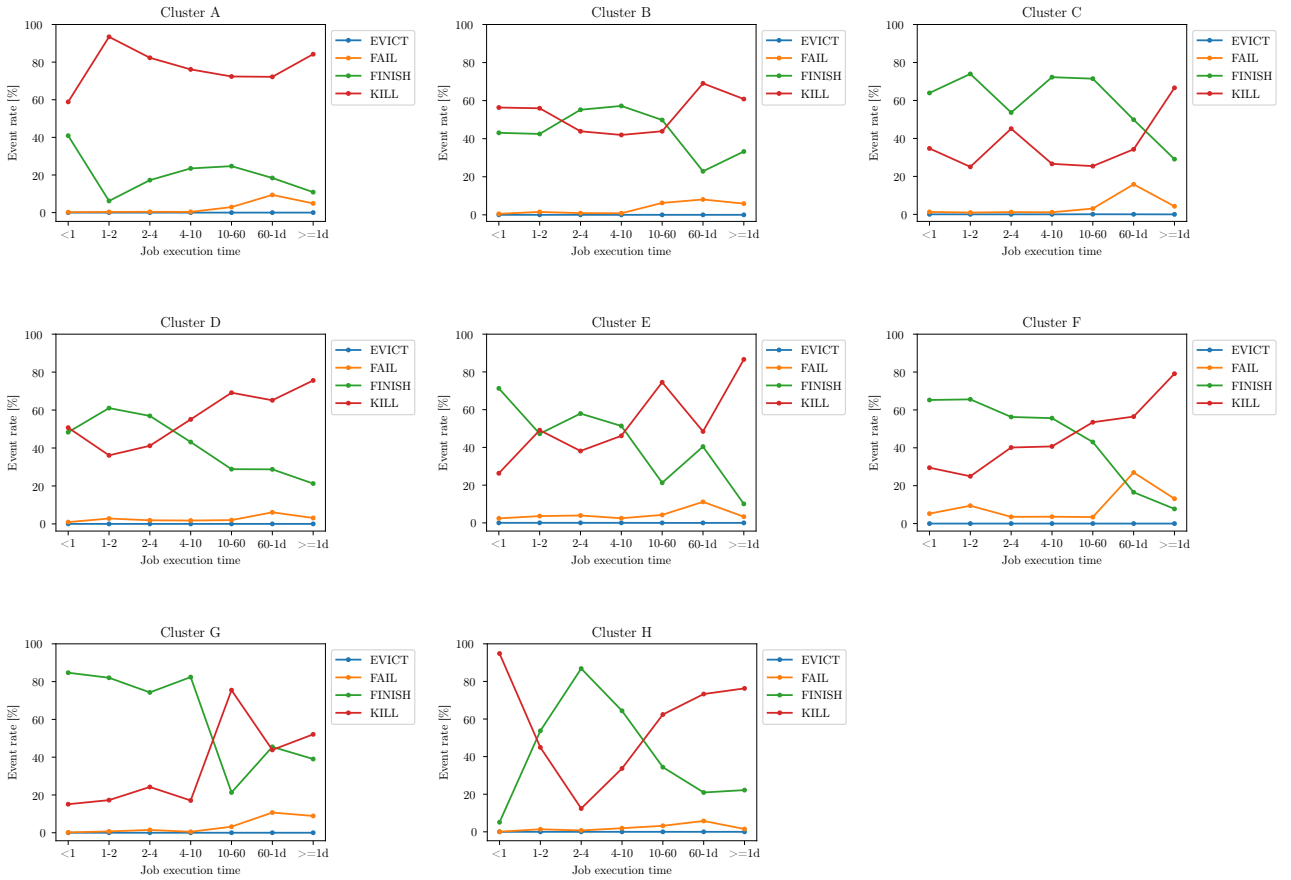 Cluster A
100
80
60
40
20
0
Event rate [%]
<1 1-2 2-4 4-10 10-60 60-1d >=1d
Job execution time
EVICT
FAIL
FINISH
KILL
Cluster B
100
80
60
40
20
0
Event rate [%]
<1 1-2 2-4 4-10 10-60 60-1d >=1d
Job execution time
EVICT
FAIL
FINISH
KILL
Cluster C
100
80
60
40
20
0
Event rate [%]
<1 1-2 2-4 4-10 10-60 60-1d >=1d
Job execution time
EVICT
FAIL
FINISH
KILL
Cluster D
100
80
60
40
20
0
Event rate [%]
<1 1-2 2-4 4-10 10-60 60-1d >=1d
Job execution time
EVICT
FAIL
FINISH
KILL
Cluster E
100
80
60
40
20
0
Event rate [%]
<1 1-2 2-4 4-10 10-60 60-1d >=1d
Job execution time
EVICT
FAIL
FINISH
KILL
Cluster F
100
80
60
40
20
0
Event rate [%]
<1 1-2 2-4 4-10 10-60 60-1d >=1d
Job execution time
EVICT
FAIL
FINISH
KILL
Cluster G
100
80
60
40
20
0
Event rate [%]
<1 1-2 2-4 4-10 10-60 60-1d >=1d
Job execution time
EVICT
FAIL
FINISH
KILL
Cluster H
100
80
60
40
20
0
Event rate [%]
<1 1-2 2-4 4-10 10-60 60-1d >=1d
Job execution time
EVICT
FAIL
FINISH
KILL